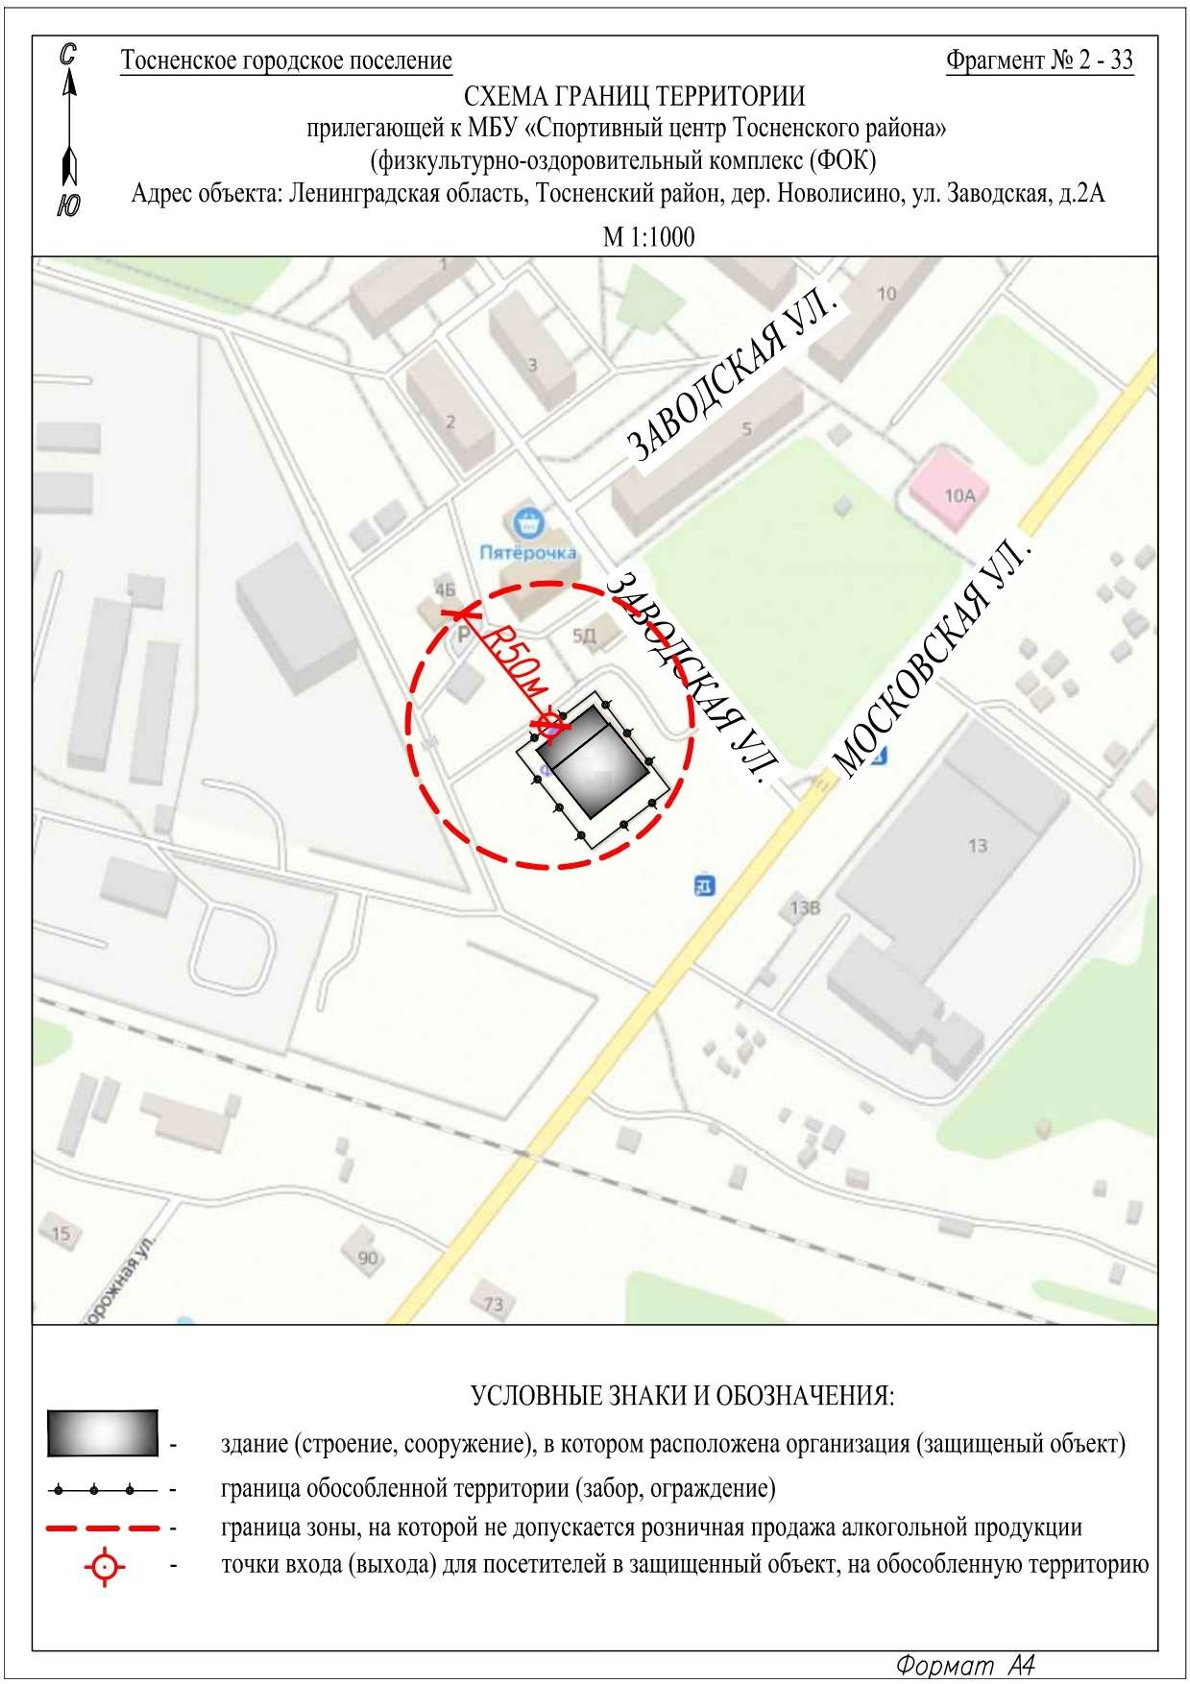 С
Ю
Тосненское городское поселение
Фрагмент № 2 - 33
СХЕМА ГРАНИЦ ТЕРРИТОРИИ
прилегающей к МБУ «Спортивный центр Тосненского района»
(физкультурно-оздоровительный комплекс (ФОК)
Адрес объекта: Ленинградская область, Тосненский район, дер. Новолисино, ул. Заводская, д.2А
М 1:1000
1
10
ЗАВОДСКАЯ УЛ.
3
2
5
10А
Пятёрочка
4Б
P
5Д
R50м
ЗАВОДСКАЯ УЛ.
МОСКОВСКАЯ УЛ.
13
13В
15
90
73
орожная ул.
УСЛОВНЫЕ ЗНАКИ И ОБОЗНАЧЕНИЯ:
- здание (строение, сооружение), в котором расположена организация (защищеный объект)
- граница обособленной территории (забор, ограждение)
- граница зоны, на которой не допускается розничная продажа алкогольной продукции
- точки входа (выхода) для посетителей в защищенный объект, на обособленную территорию
Формат А4